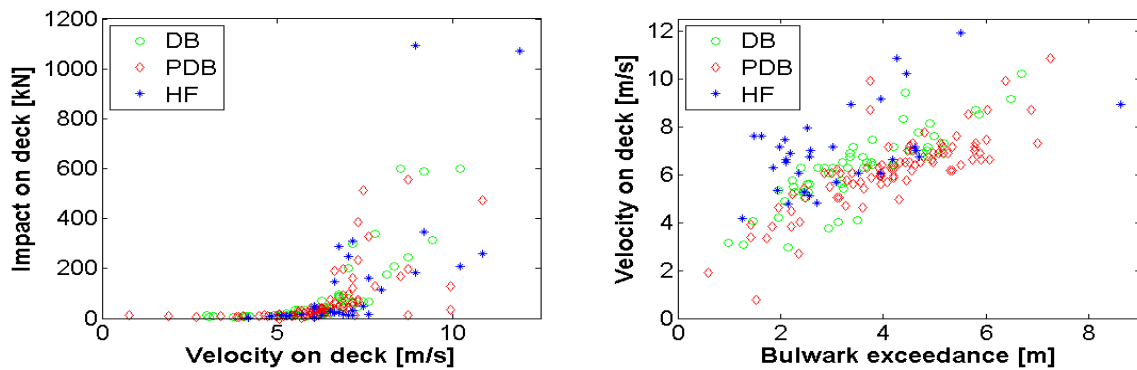 Impact on deck [kN]
1200
1000
800
600
400
200
0
DB
PDB
HF
0
5
10
Velocity on deck [m/s]
Velocity on deck [m/s]
12
10
8
6
4
2
0
DB
PDB
HF
0
2
4
6
8
Bulwark exceedance [m]